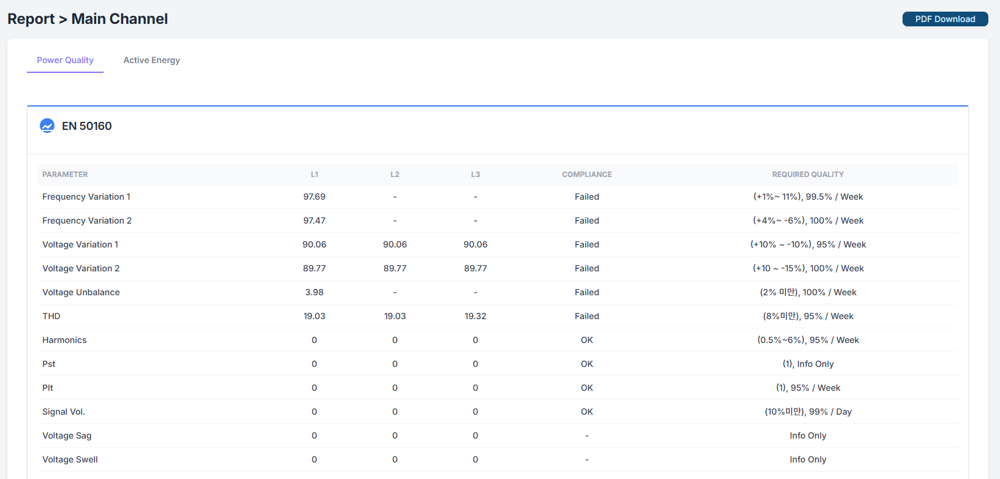 Report > Main Channel
PDF Download
Power Quality Active Energy
EN 50160
PARAMETER L1 L2 L3 COMPLIANCE REQUIRED QUALITY
Frequency Variation 1 97.69 - - Failed (+1%~ 11%), 99.5% / Week
Frequency Variation 2 97.47 - - Failed (+4%~ -6%), 100% / Week
Voltage Variation 1 90.06 90.06 90.06 Failed (+10% ~ -10%), 95% / Week
Voltage Variation 2 89.77 89.77 89.77 Failed (+10 ~ -15%), 100% / Week
Voltage Unbalance 3.98 - - Failed (2% 미만), 100% / Week
THD 19.03 19.03 19.32 Failed (8%미만), 95% / Week
Harmonics 0 0 0 OK (0.5%~6%), 95% / Week
Pst 0 0 0 OK (1), Info Only
Plt 0 0 0 OK (1), 95% / Week
Signal Vol. 0 0 0 OK (10%미만), 99% / Day
Voltage Sag 0 0 0 - Info Only
Voltage Swell 0 0 0 - Info Only